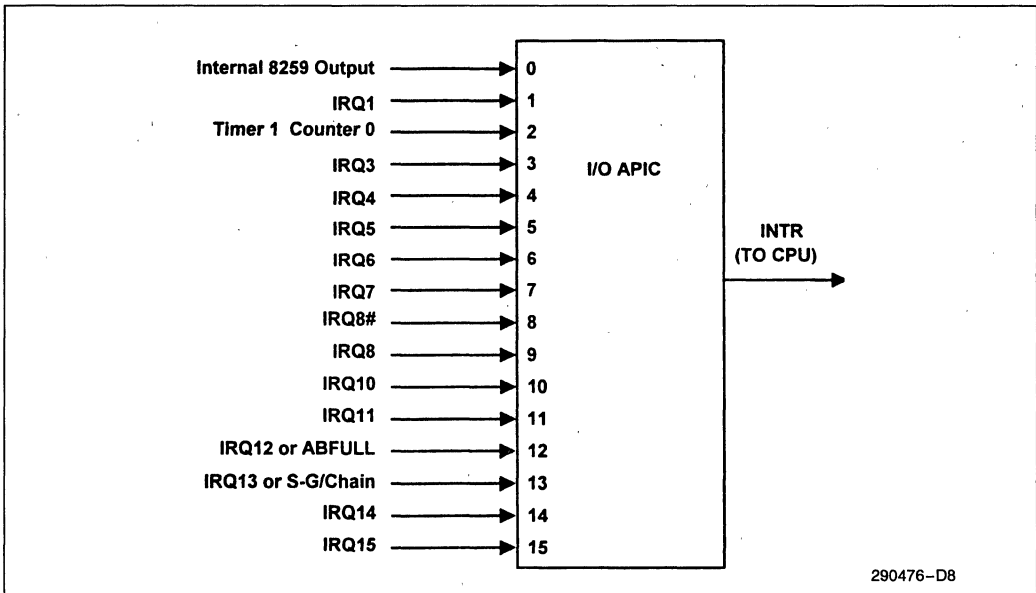 Internal 8259 Output 0
IRQ1 1
Timer 1 Counter 0 2
IRQ3 3
I/O APIC
IRQ4 4
IRQ5 5
INTR
(TO CPU)
IRQ6 6
IRQ7 7
IRQ8# 8
IRQ8 9
IRQ10 10
IRQ11 11
IRQ12 or ABFULL 12
IRQ13 or S-G/Chain 13
IRQ14 14
IRQ15 15
290476–D8